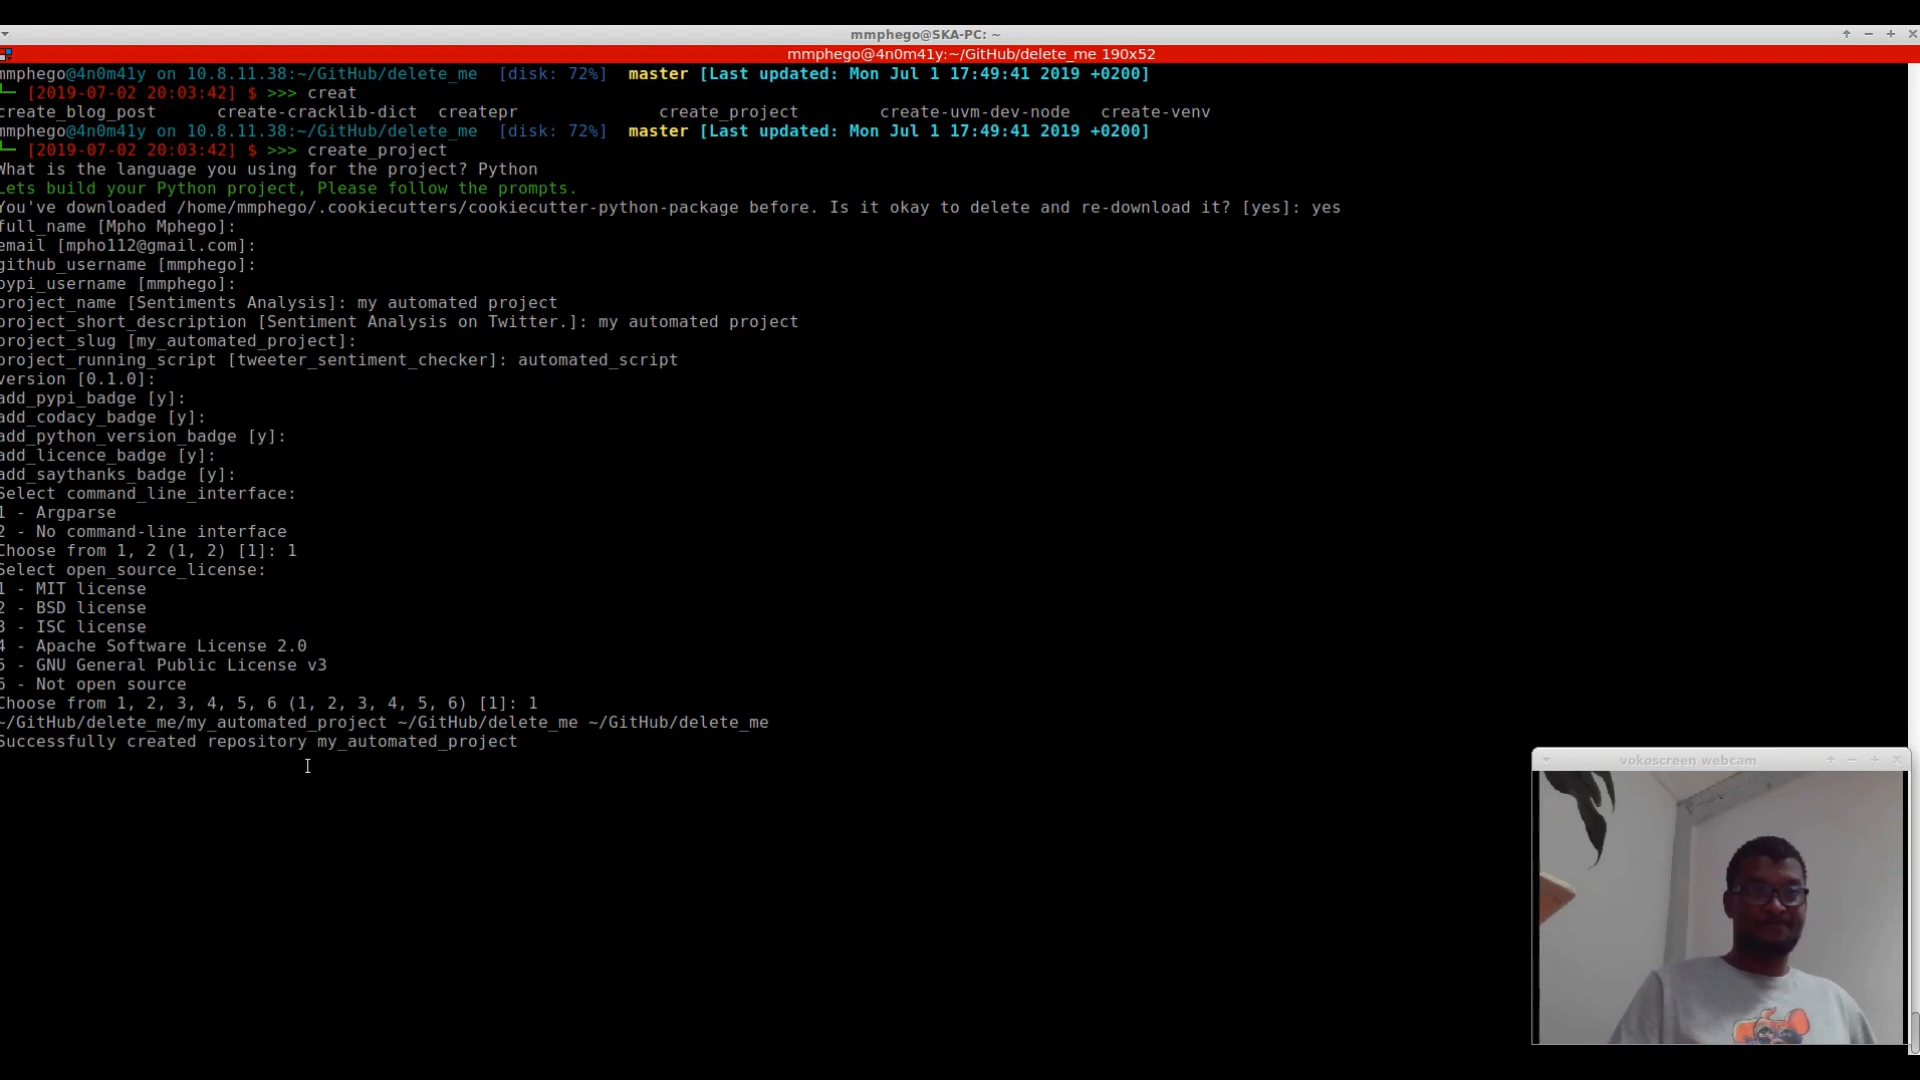 mmphego@SKA-PC: ~
mmphego@4n0m41y:~/GitHub/delete_me 190x52
mmphego@4n0m41y on 10.8.11.38:~/GitHub/delete_me [disk: 72%] master [Last updated: Mon Jul 1 17:49:41 2019 +0200]
[2019-07-02 20:03:42] $ >>> creat
create_blog_post create-cracklib-dict createpr create_project create-uvm-dev-node create-venv
mmphego@4n0m41y on 10.8.11.38:~/GitHub/delete_me [disk: 72%] master [Last updated: Mon Jul 1 17:49:41 2019 +0200]
[2019-07-02 20:03:42] $ >>> create_project
What is the language you using for the project? Python
Lets build your Python project, Please follow the prompts.
You've downloaded /home/mmphego/.cookiecutters/cookiecutter-python-package before. Is it okay to delete and re-download it? [yes]: yes
full_name [Mpho Mphego]:
email [mpho112@gmail.com]:
github_username [mmphego]:
pypi_username [mmphego]:
project_name [Sentiments Analysis]: my automated project
project_short_description [Sentiment Analysis on Twitter.]: my automated project
project_slug [my_automated_project]:
project_running_script [tweeter_sentiment_checker]: automated_script
version [0.1.0]:
add_pypi_badge [y]:
add_codacy_badge [y]:
add_python_version_badge [y]:
add_licence_badge [y]:
add_saythanks_badge [y]:
Select command_line_interface:
1 - Argparse
2 - No command-line interface
Choose from 1, 2 (1, 2) [1]: 1
Select open_source_license:
1 - MIT license
2 - BSD license
3 - ISC license
4 - Apache Software License 2.0
5 - GNU General Public License v3
6 - Not open source
Choose from 1, 2, 3, 4, 5, 6 (1, 2, 3, 4, 5, 6) [1]: 1
~/GitHub/delete_me/my_automated_project ~/GitHub/delete_me ~/GitHub/delete_me
Successfully created repository my_automated_project
vokoscreen webcam